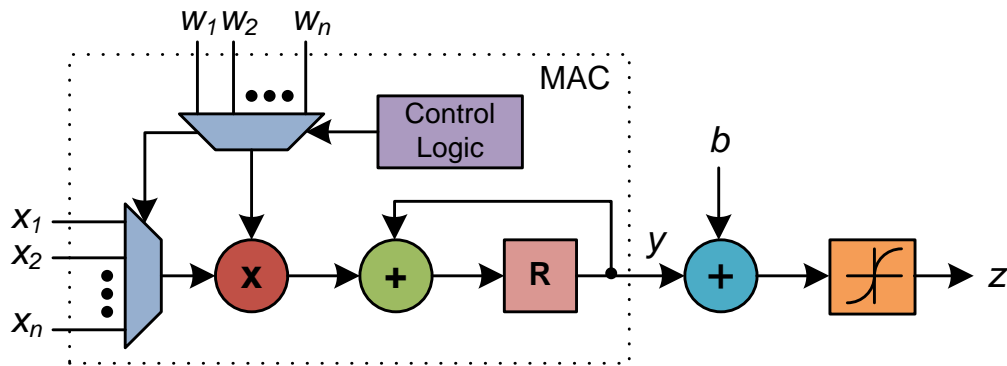 w₁ w₂ wₙ
MAC
Control
Logic
b
x₁
x₂
xₙ
x
+
R
y
+
z